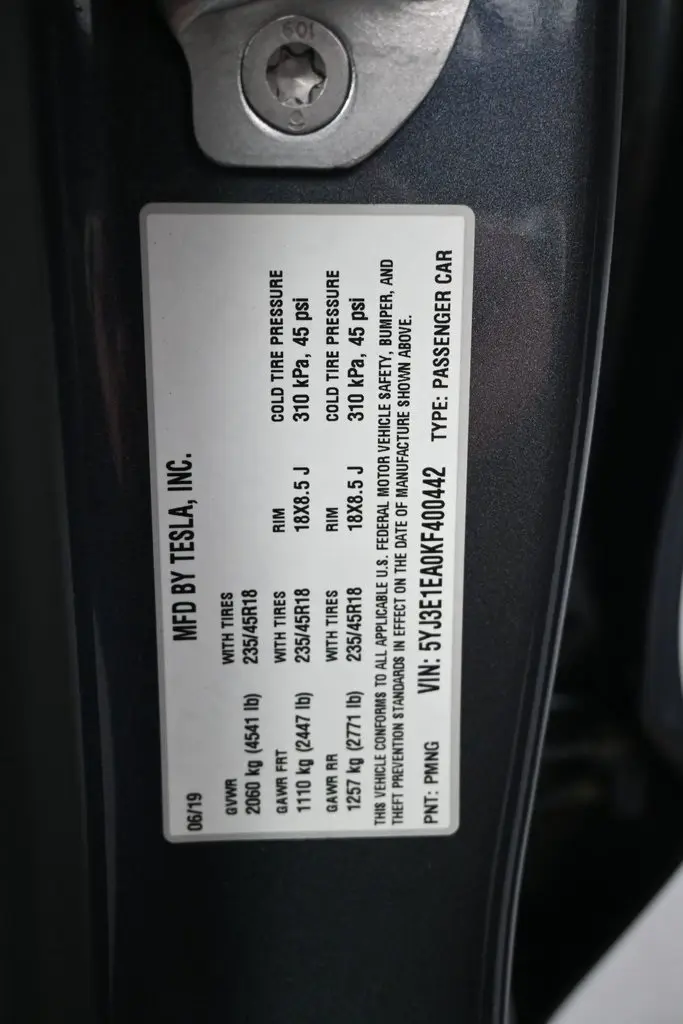 109
MFD BY TESLA, INC.
06/19
GVWR WITH TIRES
2060 kg (4541 lb) 235/45R18
GAWR FRT WITH TIRES RIM COLD TIRE PRESSURE
1110 kg (2447 lb) 235/45R18 18X8.5 J 310 kPa, 45 psi
GAWR RR WITH TIRES RIM COLD TIRE PRESSURE
1257 kg (2771 lb) 235/45R18 18X8.5 J 310 kPa, 45 psi
THIS VEHICLE CONFORMS TO ALL APPLICABLE U.S. FEDERAL MOTOR VEHICLE SAFETY, BUMPER, AND
THEFT PREVENTION STANDARDS IN EFFECT ON THE DATE OF MANUFACTURE SHOWN ABOVE.
PNT: PMNG VIN: 5YJ3E1EA0KF400442 TYPE: PASSENGER CAR